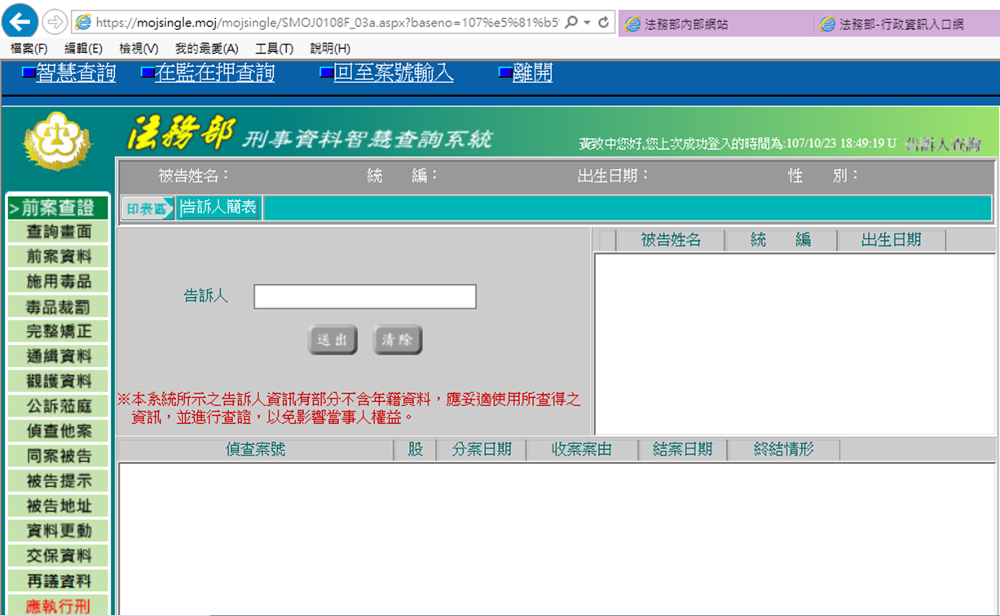 https://mojsingle.moj/mojsingle/SMOJ0108F_03a.aspx?baseno=107%e5%81%b5
法務部內部網站
法務部-行政資訊入口網
檔案(F) 編輯(E) 檢視(V) 我的最愛(A) 工具(T) 說明(H)
智慧查詢 在監在押查詢 回至案號輸入 離開
法務部 刑事資料智慧查詢系統
黃致中您好,您上次成功登入的時間為:107/10/23 18:49:19 U 告訴人查詢
被告姓名： 統 編： 出生日期： 性 別：
印表區 告訴人簡表
>前案查證
查詢畫面
前案資料
施用毒品
毒品裁罰
完整矯正
通緝資料
觀護資料
公訴蒞庭
偵查他案
同案被告
被告提示
被告地址
資料更動
交保資料
再議資料
應執行刑
告訴人
送出 清除
※本系統所示之告訴人資訊有部分不含年籍資料，應妥適使用所查得之
資訊，並進行查證，以免影響當事人權益。
被告姓名 統 編 出生日期
偵查案號 股 分案日期 收案案由 結案日期 終結情形